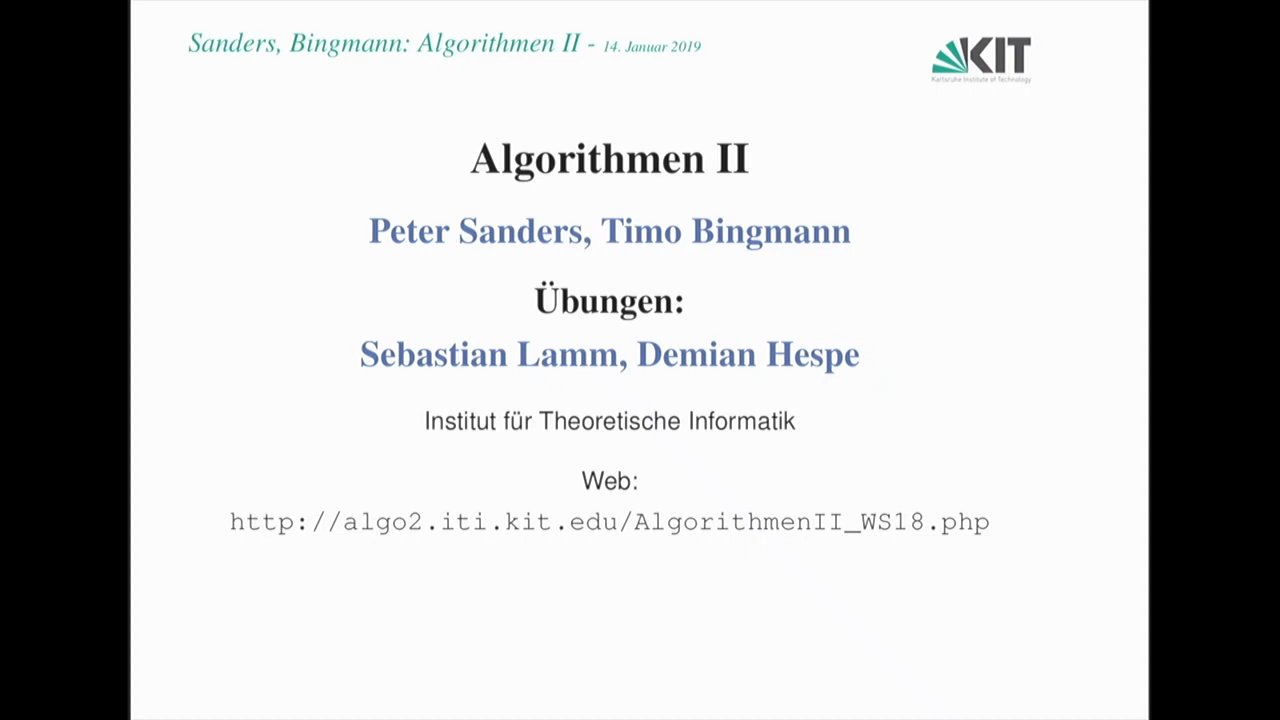 Sanders, Bingmann: Algorithmen II - 14. Januar 2019
KIT
Karlsruhe Institute of Technology
Algorithmen II
Peter Sanders, Timo Bingmann
Übungen:
Sebastian Lamm, Demian Hespe
Institut für Theoretische Informatik
Web:
http://algo2.iti.kit.edu/AlgorithmenII_WS18.php